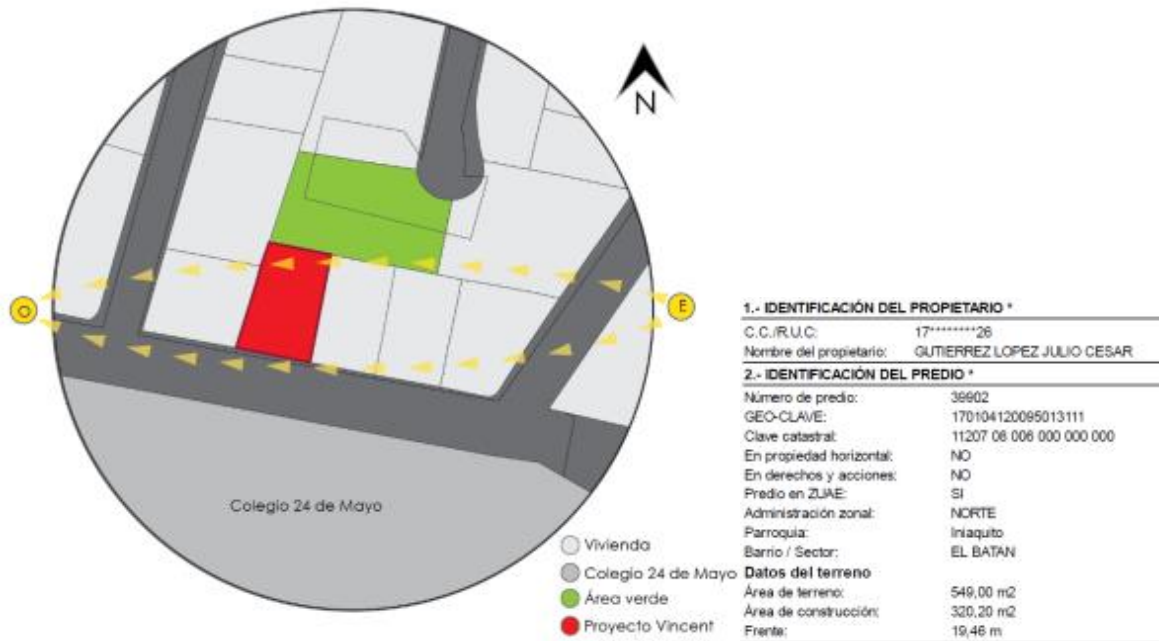 N
O
E
Colegio 24 de Mayo
Vivienda
Colegio 24 de Mayo
Área verde
Proyecto Vincent
1.- IDENTIFICACIÓN DEL PROPIETARIO *
C.C./R.U.C: 17********26
Nombre del propietario: GUTIERREZ LOPEZ JULIO CESAR
2.- IDENTIFICACIÓN DEL PREDIO *
Número de predio: 39902
GEO-CLAVE: 170104120095013111
Clave catastral: 11207 08 006 000 000 000
En propiedad horizontal: NO
En derechos y acciones: NO
Predio en ZUAE: SI
Administración zonal: NORTE
Parroquia: Iniaquito
Barrio / Sector: EL BATAN
Datos del terreno
Área de terreno: 549,00 m2
Área de construcción: 320,20 m2
Frente: 19,46 m